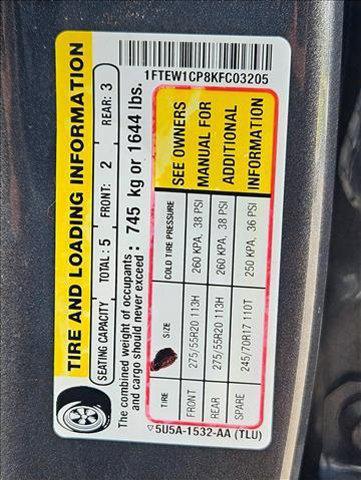 1FTEW1CP8KFC03205
TIRE AND LOADING INFORMATION
SEATING CAPACITY TOTAL: 5 FRONT: 2 REAR: 3
The combined weight of occupants
and cargo should never exceed: 745 kg or 1644 lbs.
TIRE SIZE COLD TIRE PRESSURE
FRONT 275/55R20 113H 260 KPA, 38 PSI
REAR 275/55R20 113H 260 KPA, 38 PSI
SPARE 245/70R17 110T 250 KPA, 36 PSI
SEE OWNERS
MANUAL FOR
ADDITIONAL
INFORMATION
5U5A-1532-AA (TLU)